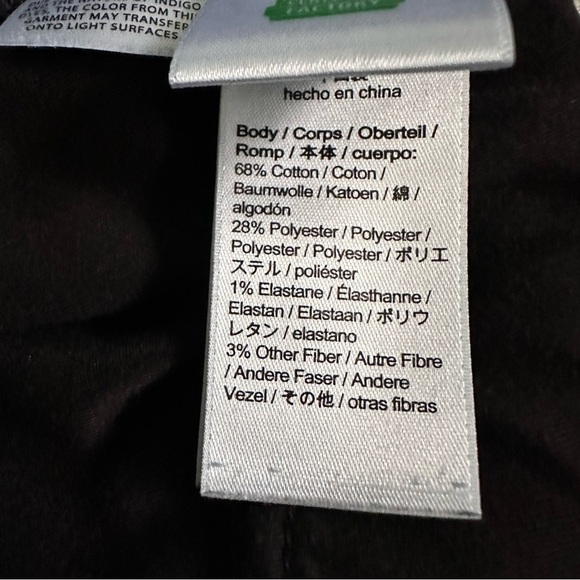 THE COLOR FROM THI
GARMENT MAY TRANSFER
ONTO LIGHT SURFACES
FACTORY
hecho en china
Body / Corps / Oberteil /
Romp / 本体 / cuerpo:
68% Cotton / Coton /
Baumwolle / Katoen / 綿 /
algodón
28% Polyester / Polyester /
Polyester / Polyester / ポリエ
ステル / poliéster
1% Elastane / Élasthanne /
Elastan / Elastaan / ポリウ
レタン / elastano
3% Other Fiber / Autre Fibre
/ Andere Faser / Andere
Vezel / その他 / otras fibras